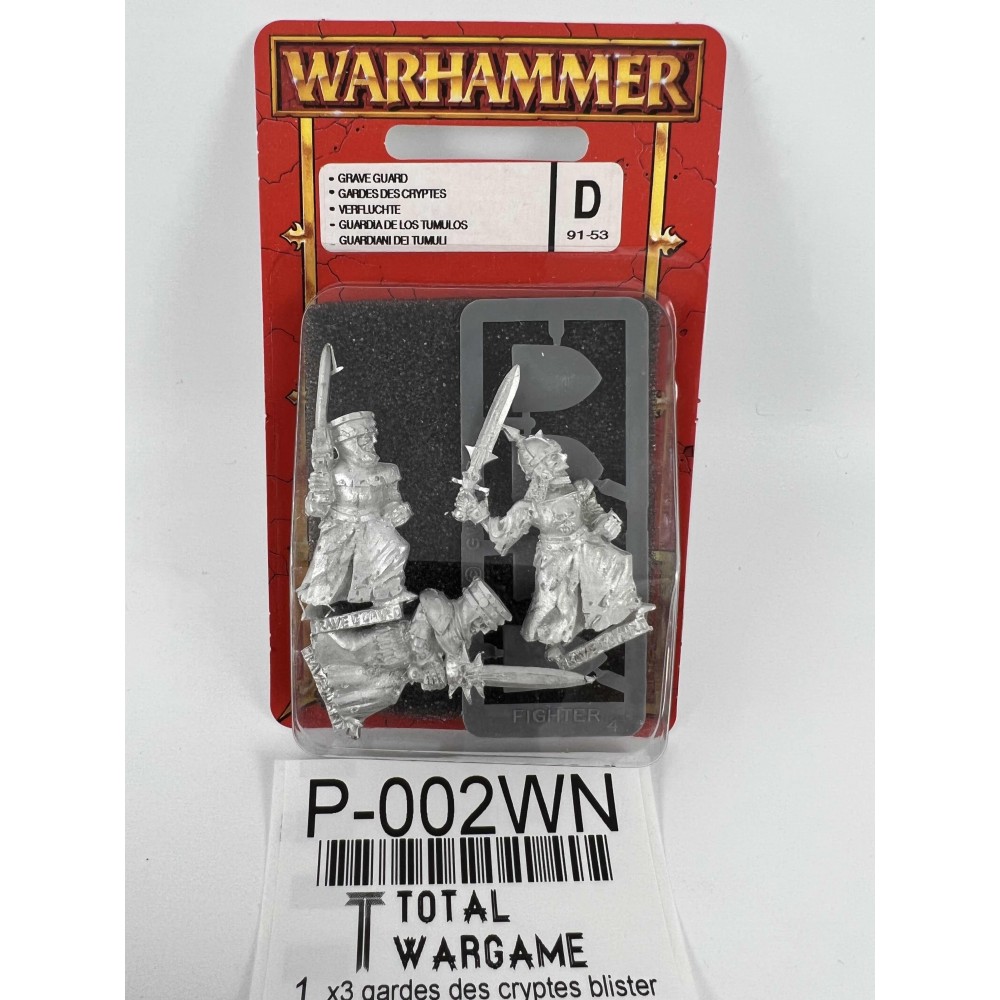 WARHAMMER
• GRAVE GUARD
• GARDES DES CRYPTES
• VERFLUCHTE
• GUARDIA DE LOS TUMULOS
GUARDIANI DEI TUMULI
D
91-53
FIGHTER 4
P-002WN
TOTAL
WARGAME
1 x3 gardes des cryptes blister